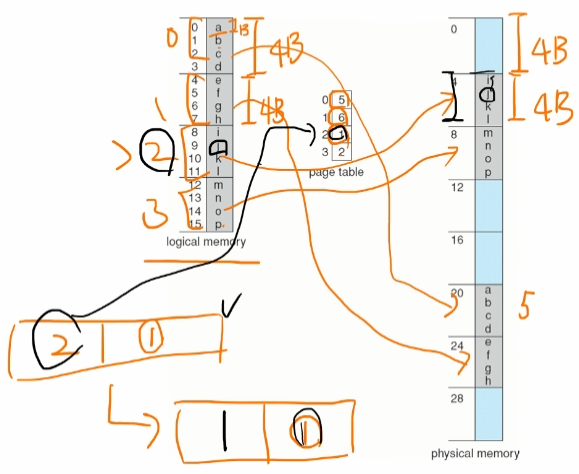 0
0 a 1B
1 b
2 c 4B
3 d
1
4 e
5 f 4B
6 g
7 h
2
8 i
9 j
10 k
11 l
3
12 m
13 n
14 o
15 p
logical memory
0 5
1 6
2 1
3 2
page table
0 4B
4 i
j 4B
k
l
8 m
n
o
p
12
16
20 a 5
b
c
d
24 e
f
g
h
28
physical memory
2 1
1 1